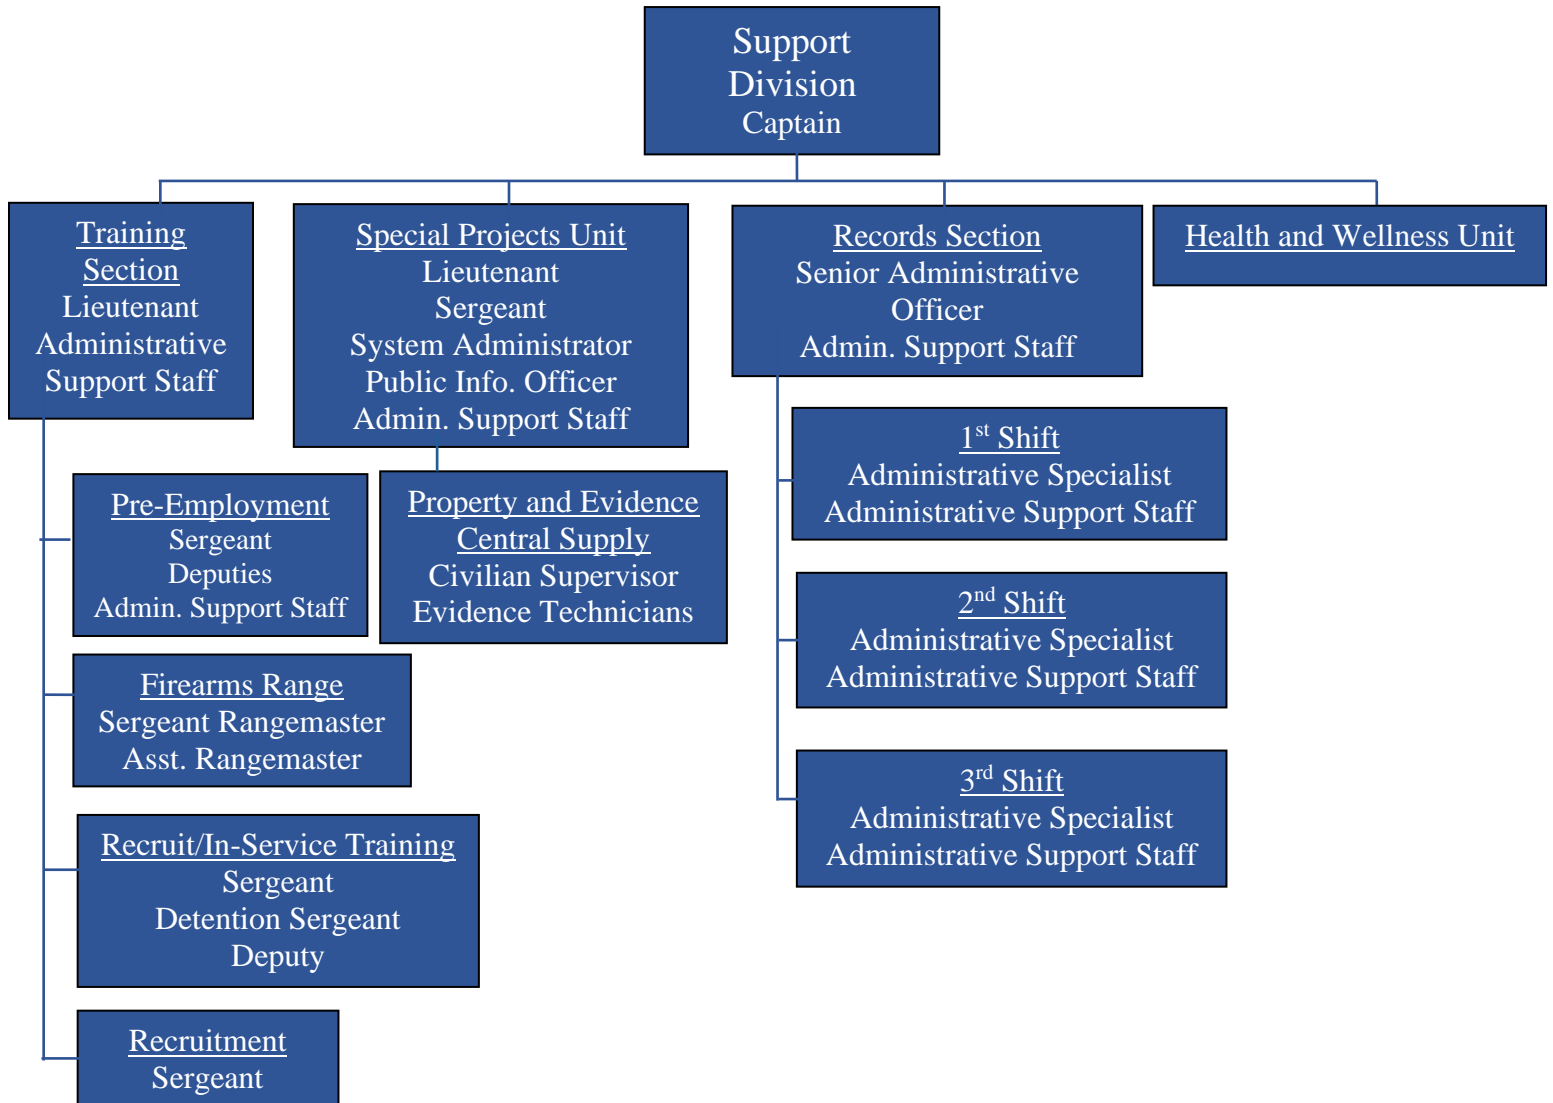 Support
Division
Captain
Training
Section
Lieutenant
Administrative
Support Staff
Special Projects Unit
Lieutenant
Sergeant
System Administrator
Public Info. Officer
Admin. Support Staff
Records Section
Senior Administrative
Officer
Admin. Support Staff
Health and Wellness Unit
Pre-Employment
Sergeant
Deputies
Admin. Support Staff
Firearms Range
Sergeant Rangemaster
Asst. Rangemaster
Recruit/In-Service Training
Sergeant
Detention Sergeant
Deputy
Recruitment
Sergeant
Property and Evidence
Central Supply
Civilian Supervisor
Evidence Technicians
1st Shift
Administrative Specialist
Administrative Support Staff
2nd Shift
Administrative Specialist
Administrative Support Staff
3rd Shift
Administrative Specialist
Administrative Support Staff